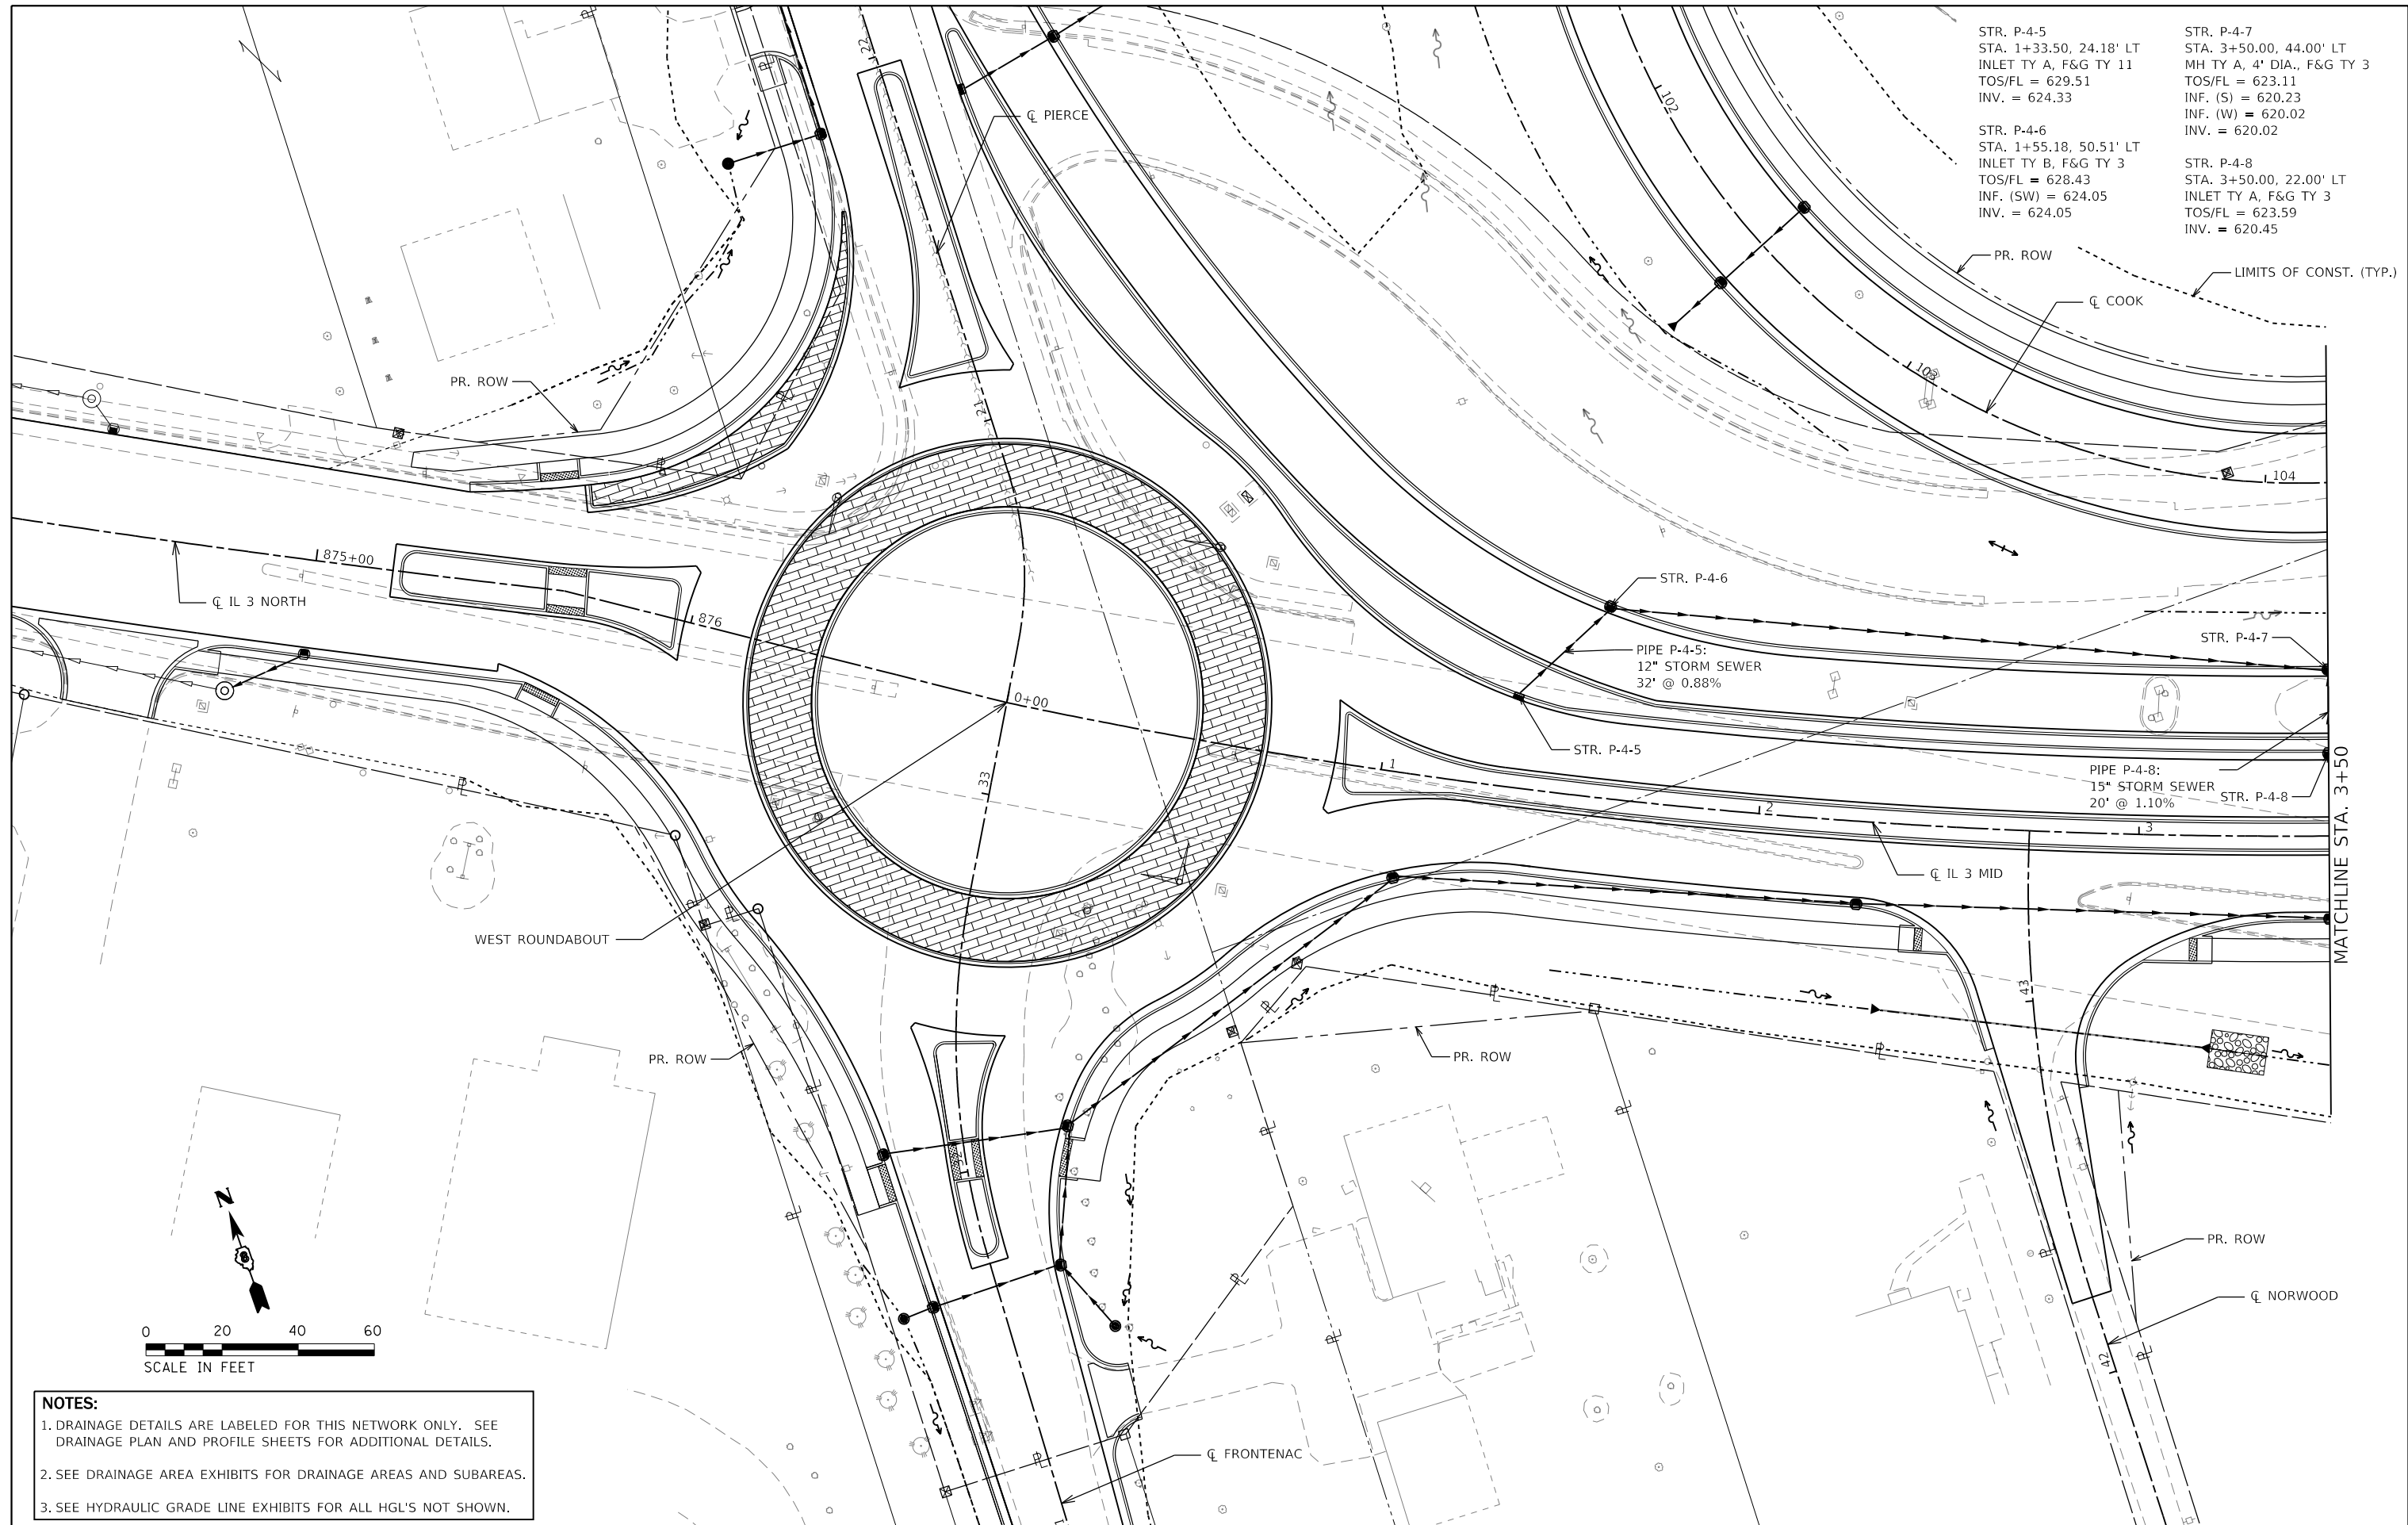 STR. P-4-5
STA. 1+33.50, 24.18' LT
INLET TY A, F&G TY 11
TOS/FL = 629.51
INV. = 624.33
STR. P-4-6
STA. 1+55.18, 50.51' LT
INLET TY B, F&G TY 3
TOS/FL = 628.43
INF. (SW) = 624.05
INV. = 624.05
STR. P-4-7
STA. 3+50.00, 44.00' LT
MH TY A, 4' DIA., F&G TY 3
TOS/FL = 623.11
INF. (S) = 620.23
INF. (W) = 620.02
INV. = 620.02
STR. P-4-8
STA. 3+50.00, 22.00' LT
INLET TY A, F&G TY 3
TOS/FL = 623.59
INV. = 620.45
22
℄ PIERCE
102
PR. ROW
LIMITS OF CONST. (TYP.)
℄ COOK
103
104
PR. ROW
21
875+00
℄ IL 3 NORTH
876
0+00
STR. P-4-6
PIPE P-4-5:
12" STORM SEWER
32' @ 0.88%
STR. P-4-7
STR. P-4-5
1
2
3
33
PIPE P-4-8:
15" STORM SEWER
20' @ 1.10%
STR. P-4-8
MATCHLINE STA. 3+50
℄ IL 3 MID
WEST ROUNDABOUT
43
PR. ROW
PR. ROW
32
PR. ROW
℄ NORWOOD
42
℄ FRONTENAC
N
8
0 20 40 60
SCALE IN FEET
NOTES:
1. DRAINAGE DETAILS ARE LABELED FOR THIS NETWORK ONLY. SEE
DRAINAGE PLAN AND PROFILE SHEETS FOR ADDITIONAL DETAILS.
2. SEE DRAINAGE AREA EXHIBITS FOR DRAINAGE AREAS AND SUBAREAS.
3. SEE HYDRAULIC GRADE LINE EXHIBITS FOR ALL HGL'S NOT SHOWN.